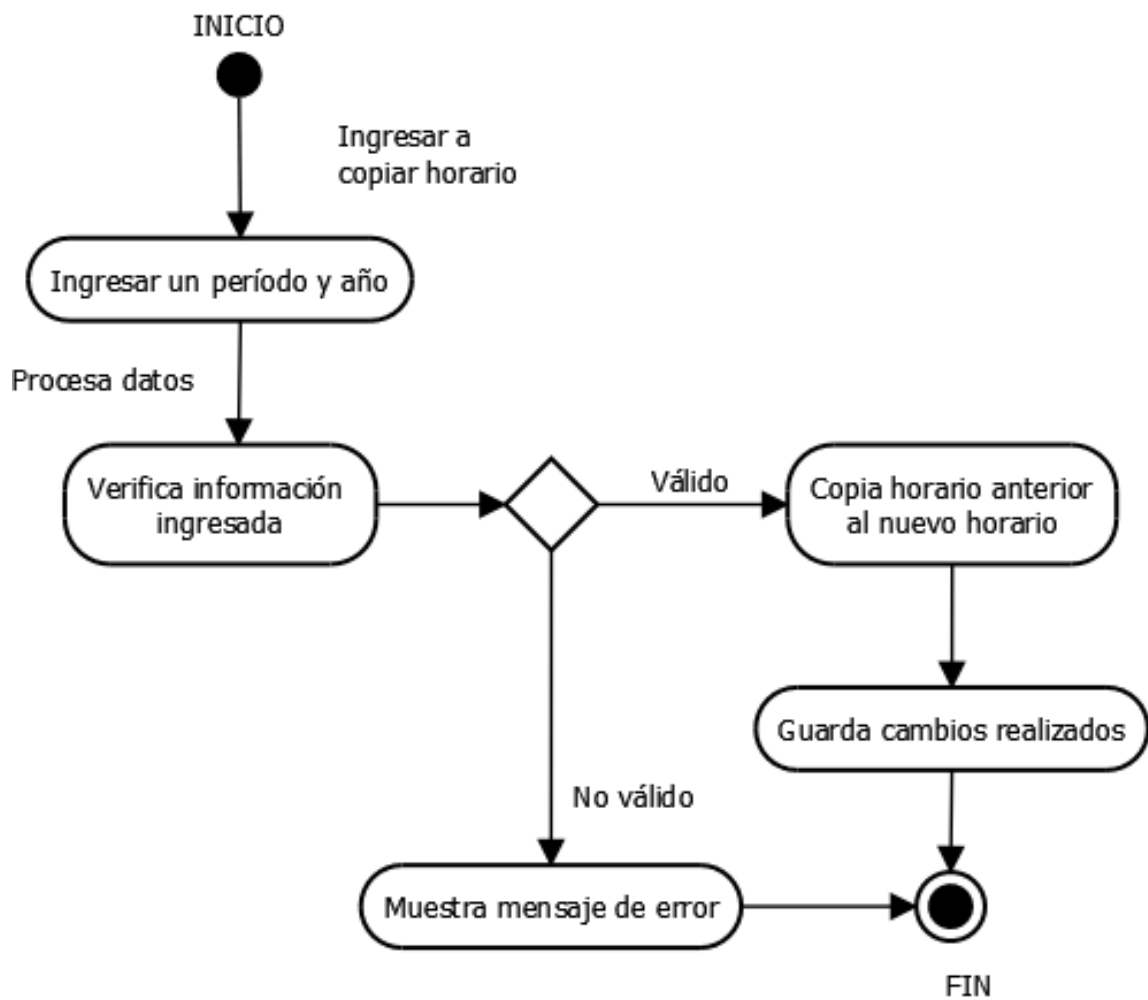 INICIO
Ingresar a
copiar horario
Ingresar un período y año
Procesa datos
Verifica información
ingresada
Válido
Copia horario anterior
al nuevo horario
Guarda cambios realizados
No válido
Muestra mensaje de error
FIN